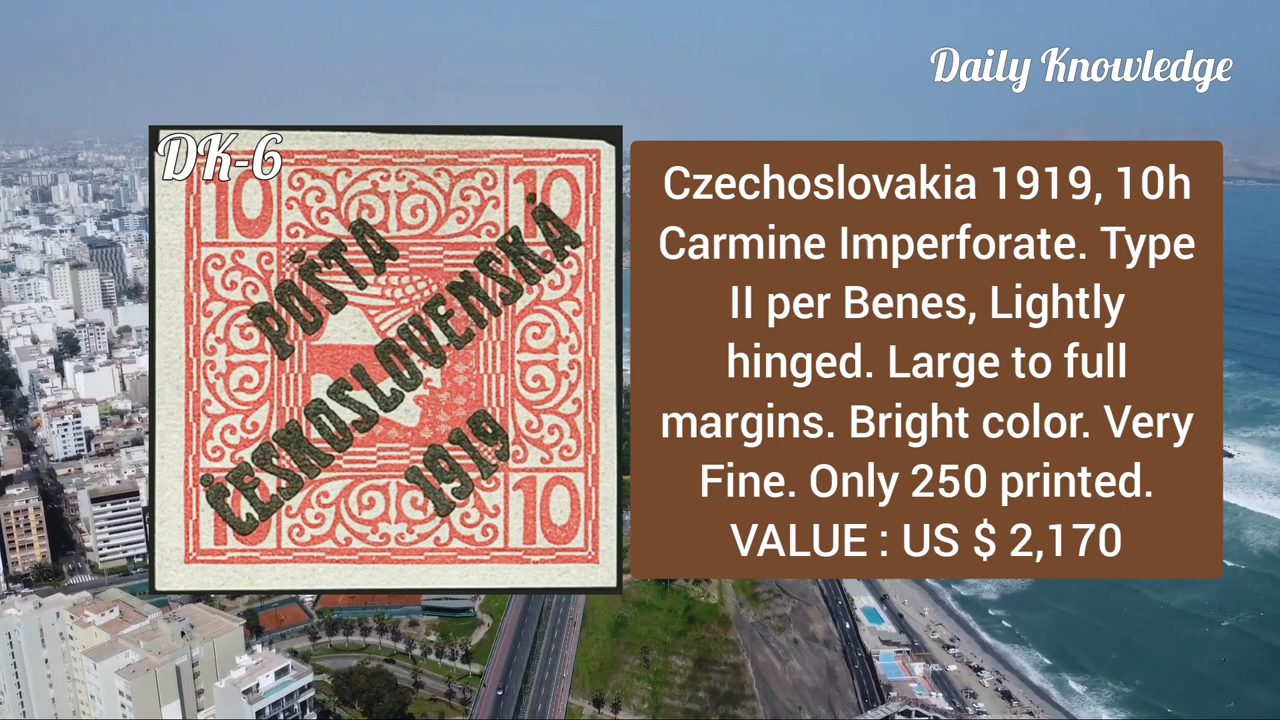 Daily Knowledge
DK-6
10 10
POŠTA
ČESKOSLOVENSKÁ
1919
10 10
Czechoslovakia 1919, 10h
Carmine Imperforate. Type
II per Benes, Lightly
hinged. Large to full
margins. Bright color. Very
Fine. Only 250 printed.
VALUE : US $ 2,170